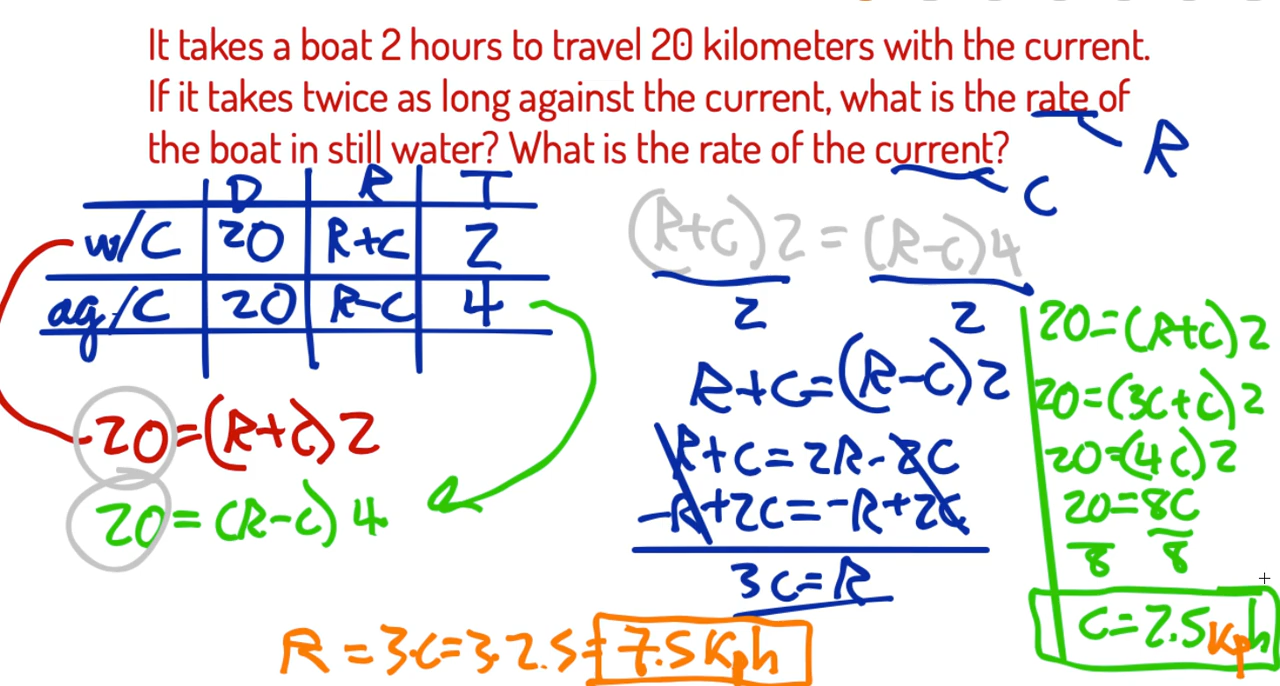 It takes a boat 2 hours to travel 20 kilometers with the current.
If it takes twice as long against the current, what is the rate of
the boat in still water? What is the rate of the current?
R
C
D R T
w/C 20 R+C 2
ag/C 20 R-C 4
20=(R+C)2
20=(R-C)4
(R+C)2=(R-C)4
2 2
R+C=(R-C)2
R+C=2R-2C
-R+2C=-R+2C
3C=R
20=(R+C)2
20=(3C+C)2
20=(4C)2
20=8C
8 8
C=2.5kph
R=3C=3·2.5=7.5kph